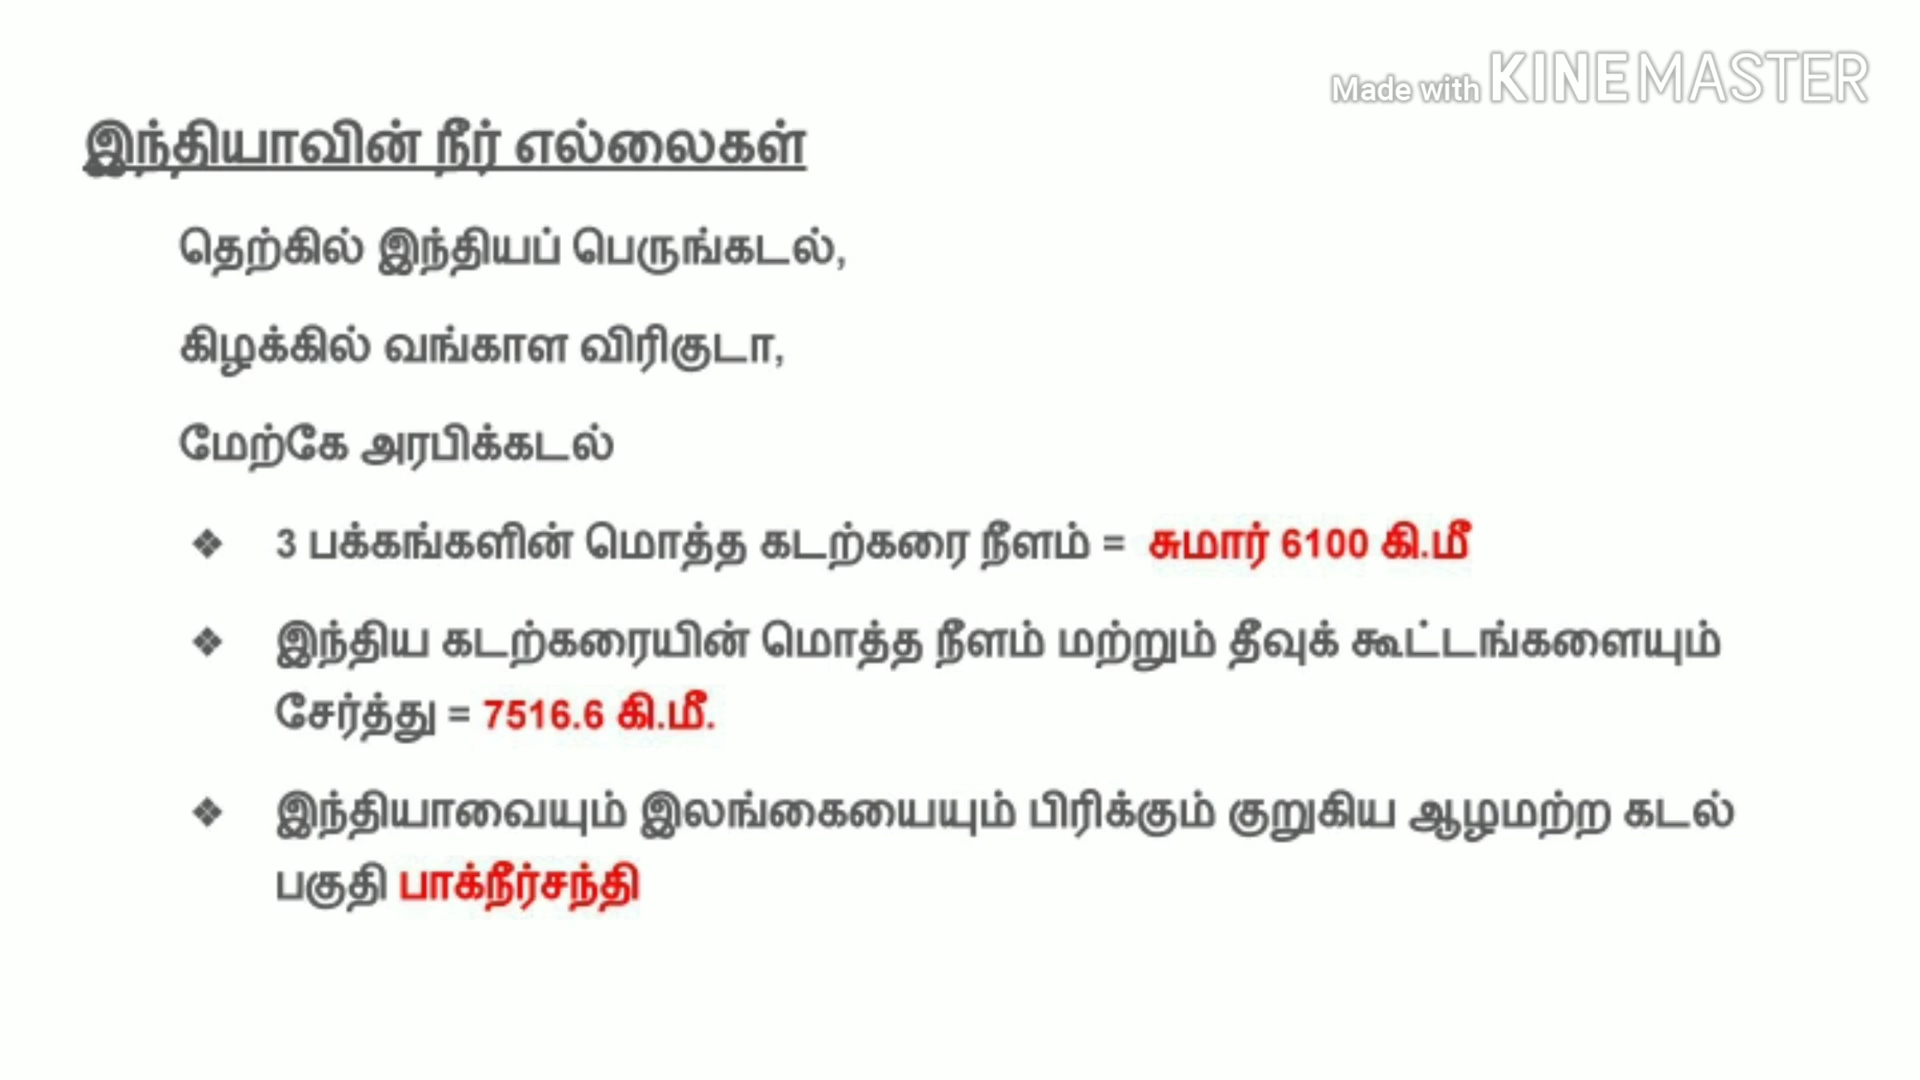 Made with KINEMASTER
இந்தியாவின் நீர் எல்லைகள்
தெற்கில் இந்தியப் பெருங்கடல்,
கிழக்கில் வங்காள விரிகுடா,
மேற்கே அரபிக்கடல்
❖ 3 பக்கங்களின் மொத்த கடற்கரை நீளம் = சுமார் 6100 கி.மீ
❖ இந்திய கடற்கரையின் மொத்த நீளம் மற்றும் தீவுக் கூட்டங்களையும்
சேர்த்து = 7516.6 கி.மீ.
❖ இந்தியாவையும் இலங்கையையும் பிரிக்கும் குறுகிய ஆழமற்ற கடல்
பகுதி பாக்நீர்சந்தி